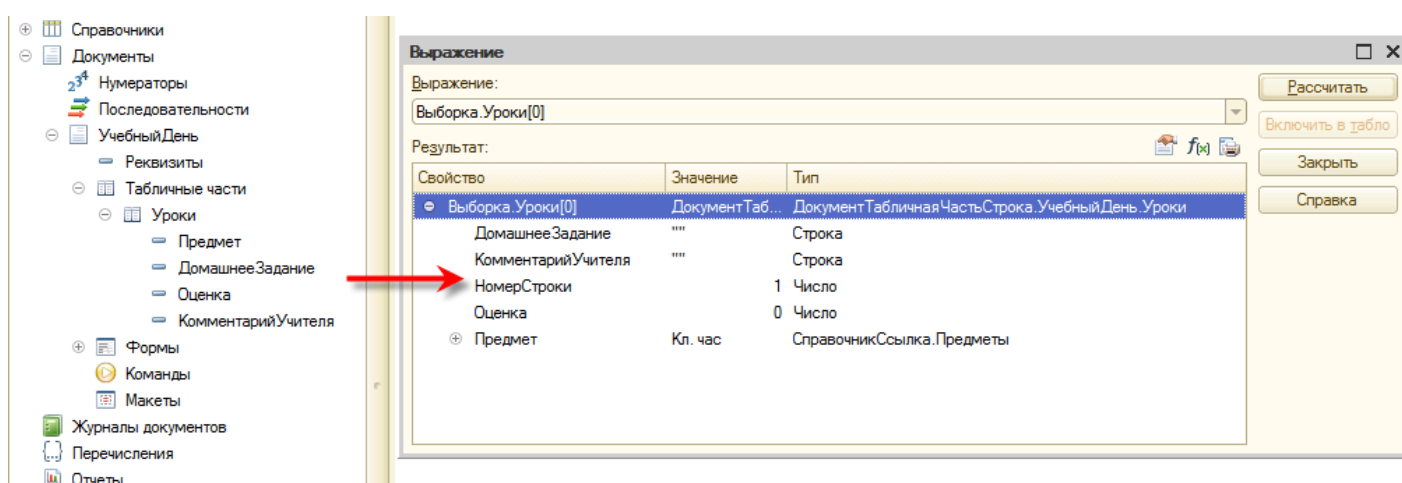 Справочники
Документы
Нумераторы
Последовательности
УчебныйДень
Реквизиты
Табличные части
Уроки
Предмет
ДомашнееЗадание
Оценка
КомментарийУчителя
Формы
Команды
Макеты
Журналы документов
Перечисления
Отчеты
Выражение
Выражение:
Выборка.Уроки[0]
Результат:
Свойство Значение Тип
Выборка.Уроки[0] ДокументТаб... ДокументТабличнаяЧастьСтрока.УчебныйДень.Уроки
ДомашнееЗадание "" Строка
КомментарийУчителя "" Строка
НомерСтроки 1 Число
Оценка 0 Число
Предмет Кл. час СправочникСсылка.Предметы
Рассчитать
Включить в табло
Закрыть
Справка